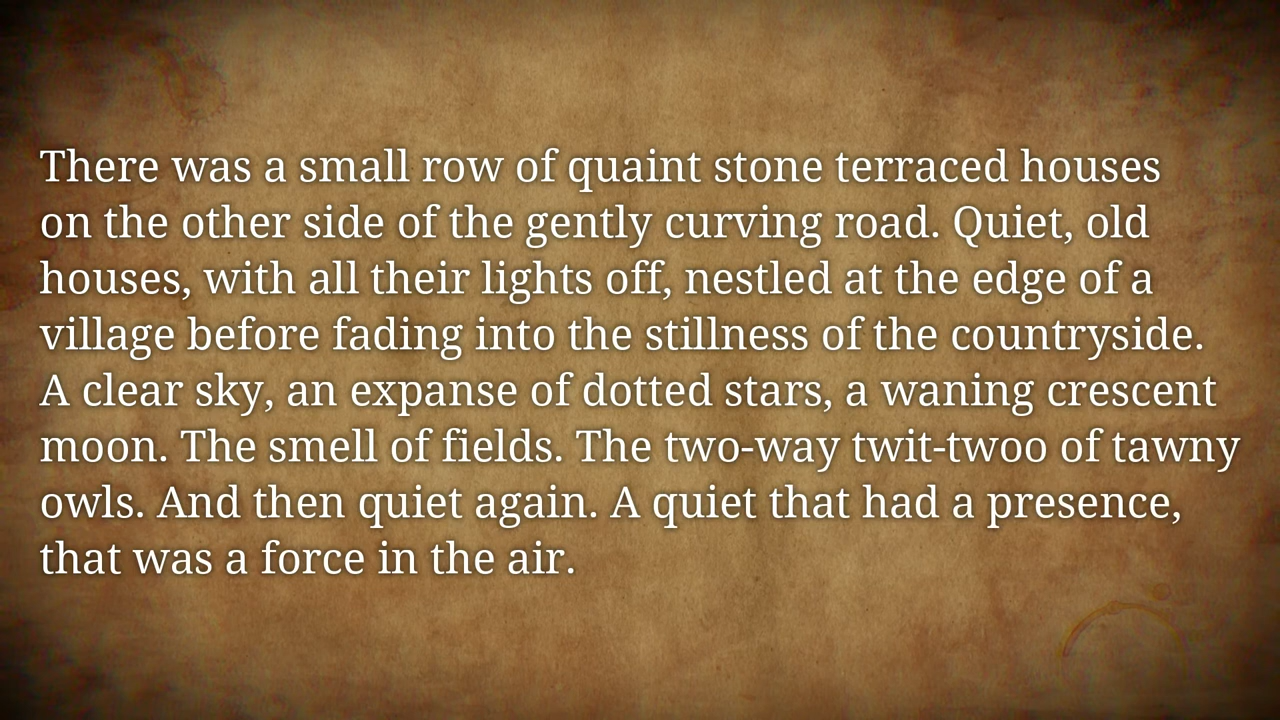 There was a small row of quaint stone terraced houses
on the other side of the gently curving road. Quiet, old
houses, with all their lights off, nestled at the edge of a
village before fading into the stillness of the countryside.
A clear sky, an expanse of dotted stars, a waning crescent
moon. The smell of fields. The two-way twit-twoo of tawny
owls. And then quiet again. A quiet that had a presence,
that was a force in the air.